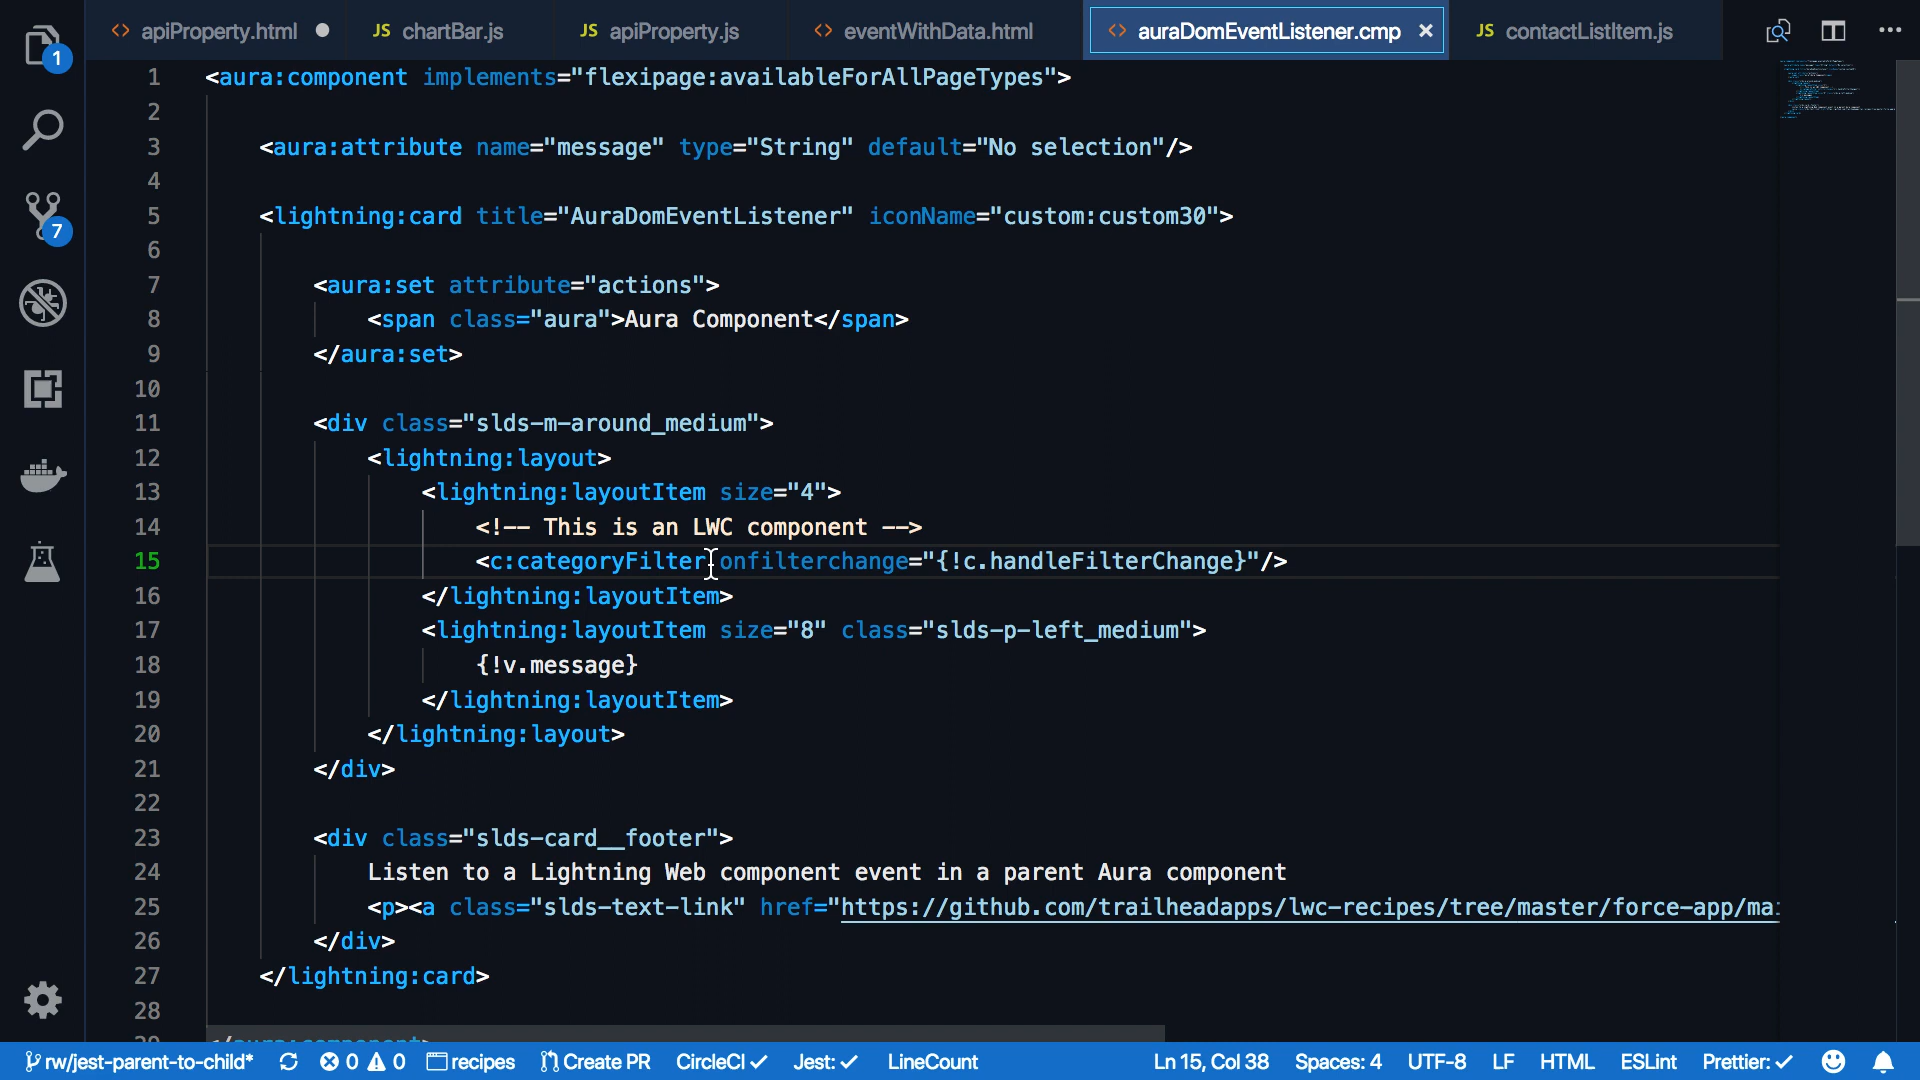 apiProperty.html JS chartBar.js JS apiProperty.js eventWithData.html auraDomEventListener.cmp JS contactListItem.js
1
7
1 <aura:component implements="flexipage:availableForAllPageTypes">
2
3 <aura:attribute name="message" type="String" default="No selection"/>
4
5 <lightning:card title="AuraDomEventListener" iconName="custom:custom30">
6
7 <aura:set attribute="actions">
8 <span class="aura">Aura Component</span>
9 </aura:set>
10
11 <div class="slds-m-around_medium">
12 <lightning:layout>
13 <lightning:layoutItem size="4">
14 <!-- This is an LWC component -->
15 <c:categoryFilter onfilterchange="{!c.handleFilterChange}"/>
16 </lightning:layoutItem>
17 <lightning:layoutItem size="8" class="slds-p-left_medium">
18 {!v.message}
19 </lightning:layoutItem>
20 </lightning:layout>
21 </div>
22
23 <div class="slds-card__footer">
24 Listen to a Lightning Web component event in a parent Aura component
25 <p><a class="slds-text-link" href="https://github.com/trailheadapps/lwc-recipes/tree/master/force-app/mai
26 </div>
27 </lightning:card>
28
29 </aura:component>
rw/jest-parent-to-child* 0 0 recipes Create PR CircleCI ✓ Jest: ✓ LineCount Ln 15, Col 38 Spaces: 4 UTF-8 LF HTML ESLint Prettier: ✓